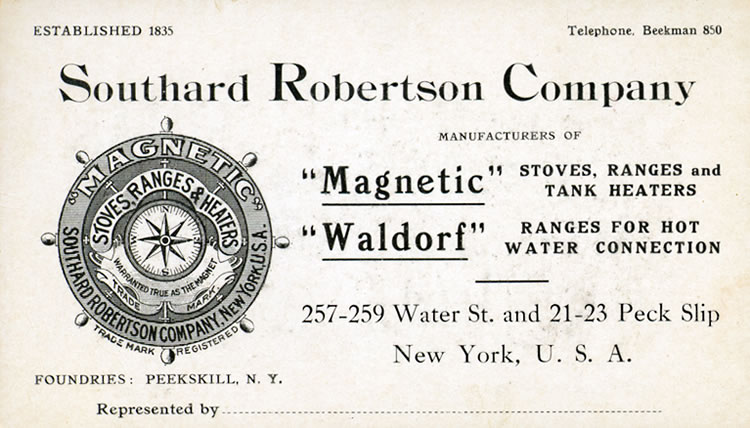 ESTABLISHED 1835
Telephone, Beekman 850
Southard Robertson Company
MANUFACTURERS OF
"Magnetic" STOVES, RANGES and TANK HEATERS
"Waldorf" RANGES FOR HOT WATER CONNECTION
MAGNETIC
STOVES, RANGES & HEATERS
N
E
S
W
WARRANTED TRUE AS THE MAGNET
TRADE MARK
SOUTHARD ROBERTSON COMPANY, NEW YORK, U.S.A.
TRADE MARK REGISTERED
257-259 Water St. and 21-23 Peck Slip
New York, U. S. A.
FOUNDRIES: PEEKSKILL, N. Y.
Represented by